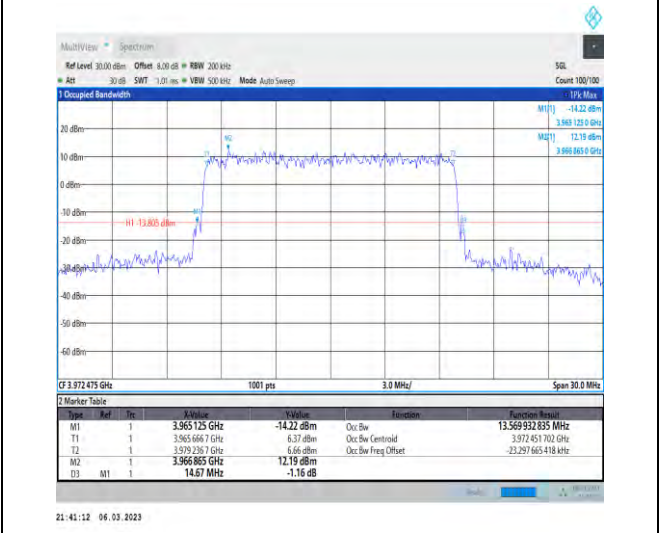 MultiView Spectrum
Ref Level 30.00 dBm Offset 8.00 dB RBW 200 kHz SGL
Att 30 dB SWT 1.01 ms VBW 500 kHz Mode Auto Sweep Count 100/100
1 Occupied Bandwidth 1Pk Max
M1[1] -14.22 dBm
3.965 125 0 GHz
20 dBm M2[1] 12.19 dBm
M2 3.966 865 0 GHz
T1 T2
10 dBm
0 dBm
-10 dBm
H1 -13.805 dBm
-20 dBm
-30 dBm
-40 dBm
-50 dBm
-60 dBm
CF 3.972 475 GHz 1001 pts 3.0 MHz/ Span 30.0 MHz
2 Marker Table
Type Ref Trc X-Value Y-Value Function Function Result
M1 1 3.965 125 GHz -14.22 dBm Occ Bw 13.569 932 835 MHz
T1 1 3.965 666 7 GHz 6.37 dBm Occ Bw Centroid 3.972 451 702 GHz
T2 1 3.979 236 7 GHz 6.66 dBm Occ Bw Freq Offset -23.297 665 418 kHz
M2 1 3.966 865 GHz 12.19 dBm
D3 M1 1 14.67 MHz -1.16 dB
21:41:12 06.03.2023